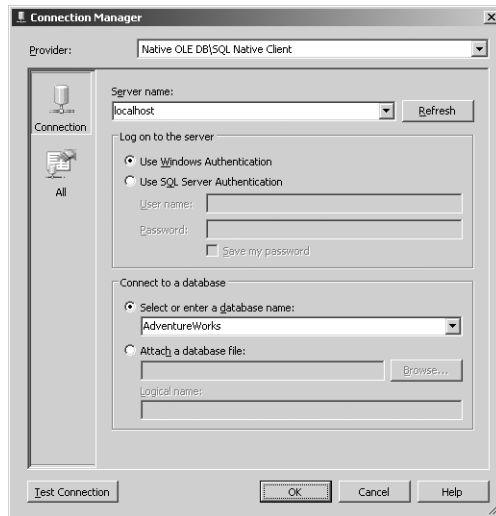 Connection Manager
Provider: Native OLE DB\SQL Native Client
Connection
All
Server name:
localhost
Refresh
Log on to the server
Use Windows Authentication
Use SQL Server Authentication
User name:
Password:
Save my password
Connect to a database
Select or enter a database name:
AdventureWorks
Attach a database file:
Browse...
Logical name:
Test Connection
OK
Cancel
Help